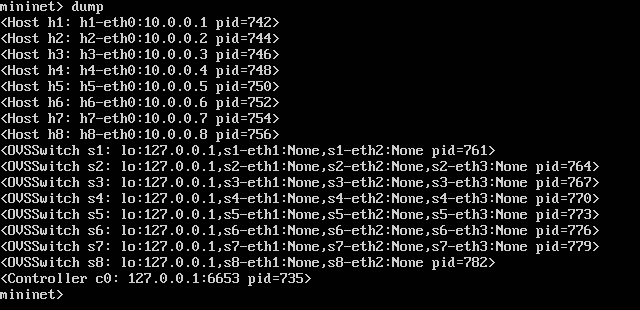 mininet> dump
<Host h1: h1-eth0:10.0.0.1 pid=742>
<Host h2: h2-eth0:10.0.0.2 pid=744>
<Host h3: h3-eth0:10.0.0.3 pid=746>
<Host h4: h4-eth0:10.0.0.4 pid=748>
<Host h5: h5-eth0:10.0.0.5 pid=750>
<Host h6: h6-eth0:10.0.0.6 pid=752>
<Host h7: h7-eth0:10.0.0.7 pid=754>
<Host h8: h8-eth0:10.0.0.8 pid=756>
<OVSSwitch s1: lo:127.0.0.1,s1-eth1:None,s1-eth2:None pid=761>
<OVSSwitch s2: lo:127.0.0.1,s2-eth1:None,s2-eth2:None,s2-eth3:None pid=764>
<OVSSwitch s3: lo:127.0.0.1,s3-eth1:None,s3-eth2:None,s3-eth3:None pid=767>
<OVSSwitch s4: lo:127.0.0.1,s4-eth1:None,s4-eth2:None,s4-eth3:None pid=770>
<OVSSwitch s5: lo:127.0.0.1,s5-eth1:None,s5-eth2:None,s5-eth3:None pid=773>
<OVSSwitch s6: lo:127.0.0.1,s6-eth1:None,s6-eth2:None,s6-eth3:None pid=776>
<OVSSwitch s7: lo:127.0.0.1,s7-eth1:None,s7-eth2:None,s7-eth3:None pid=779>
<OVSSwitch s8: lo:127.0.0.1,s8-eth1:None,s8-eth2:None pid=782>
<Controller c0: 127.0.0.1:6653 pid=735>
mininet>